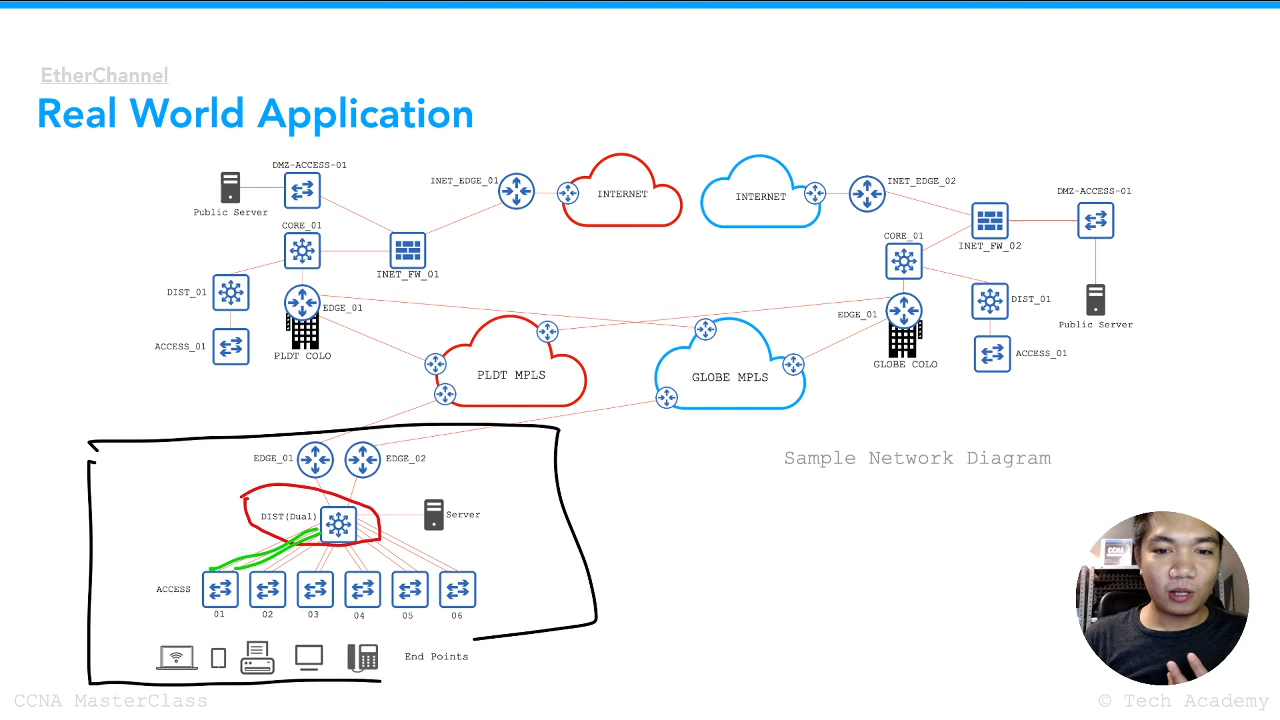 EtherChannel
Real World Application
DMZ-ACCESS-01
Public Server
CORE_01
INET_EDGE_01
INTERNET
INET_FW_01
DIST_01
EDGE_01
ACCESS_01
PLDT COLO
INTERNET
INET_EDGE_02
DMZ-ACCESS-01
CORE_01
INET_FW_02
EDGE_01
DIST_01
Public Server
GLOBE COLO
ACCESS_01
PLDT MPLS
GLOBE MPLS
EDGE_01
EDGE_02
Sample Network Diagram
DIST(Dual)
Server
ACCESS
01
02
03
04
05
06
End Points
CCNA
CCNA MasterClass
© Tech Academy